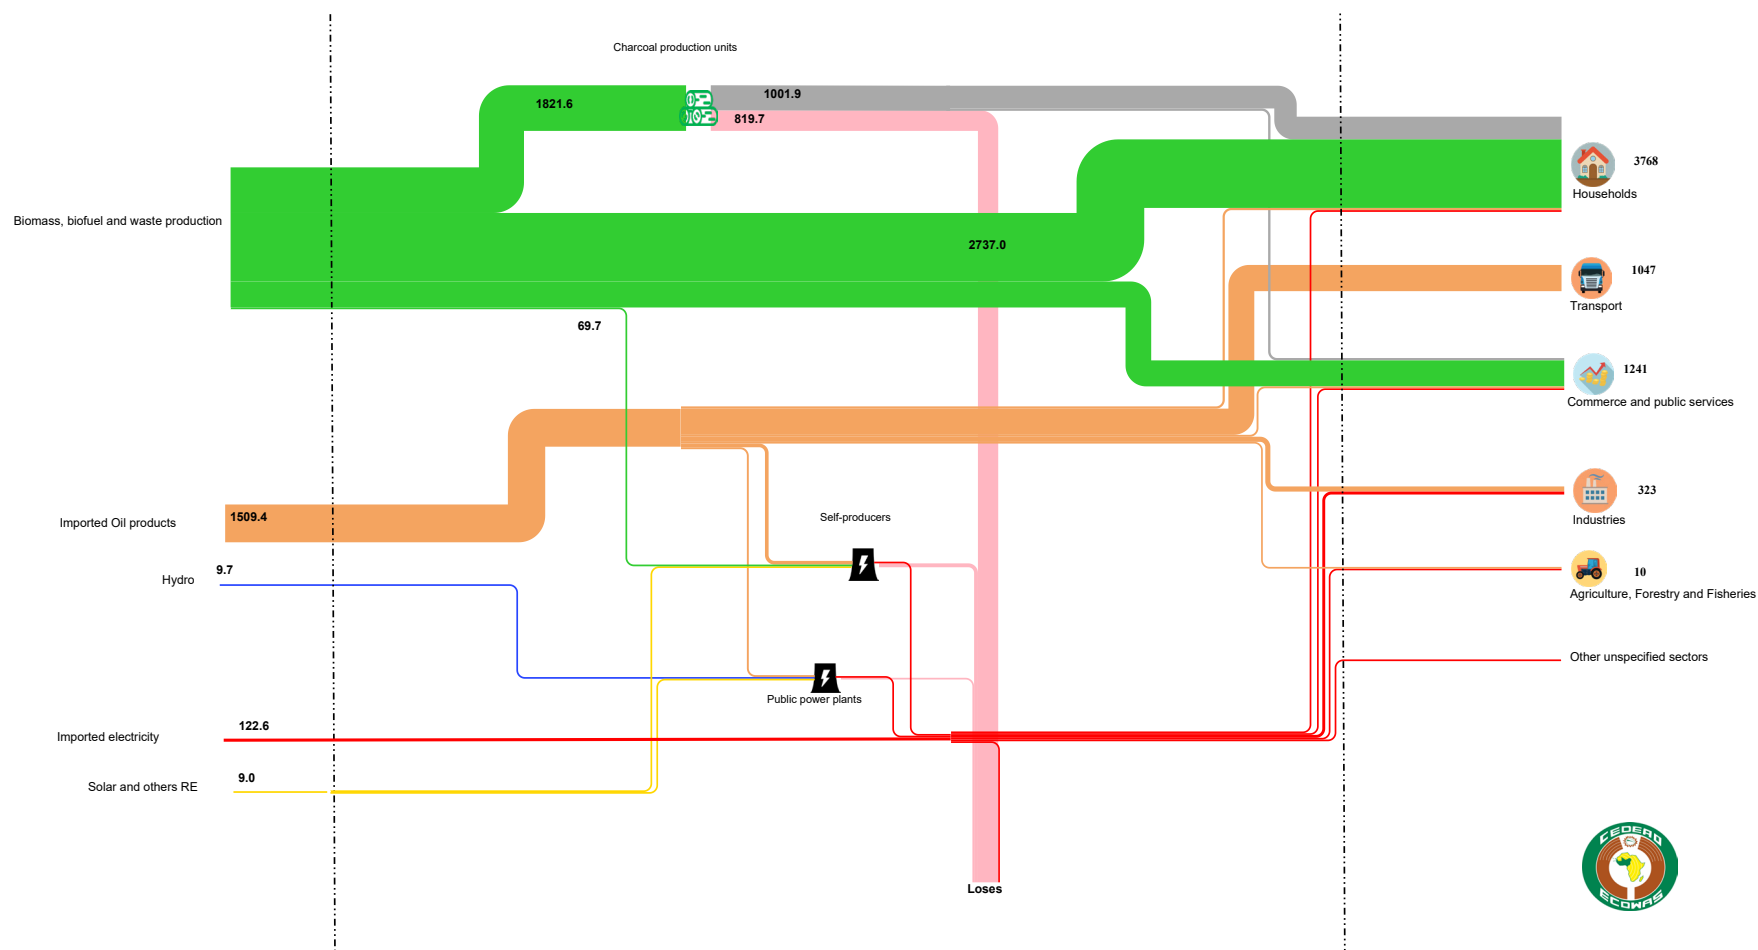 Charcoal production units
1821.6
1001.9
819.7
3768
Households
Biomass, biofuel and waste production
2737.0
1047
Transport
69.7
1241
Commerce and public services
1509.4
Imported Oil products
Self-producers
323
Industries
9.7
Hydro
10
Agriculture, Forestry and Fisheries
Other unspecified sectors
Public power plants
122.6
Imported electricity
9.0
Solar and others RE
Loses
CEDEAO
ECOWAS